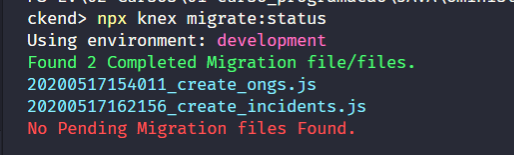 ckend> npx knex migrate:status
Using environment: development
Found 2 Completed Migration file/files.
20200517154011_create_ongs.js
20200517162156_create_incidents.js
No Pending Migration files Found.